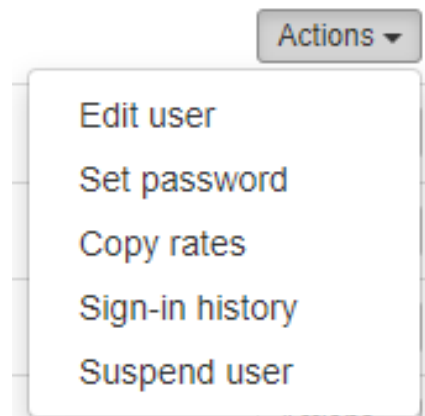 Actions
Edit user
Set password
Copy rates
Sign-in history
Suspend user